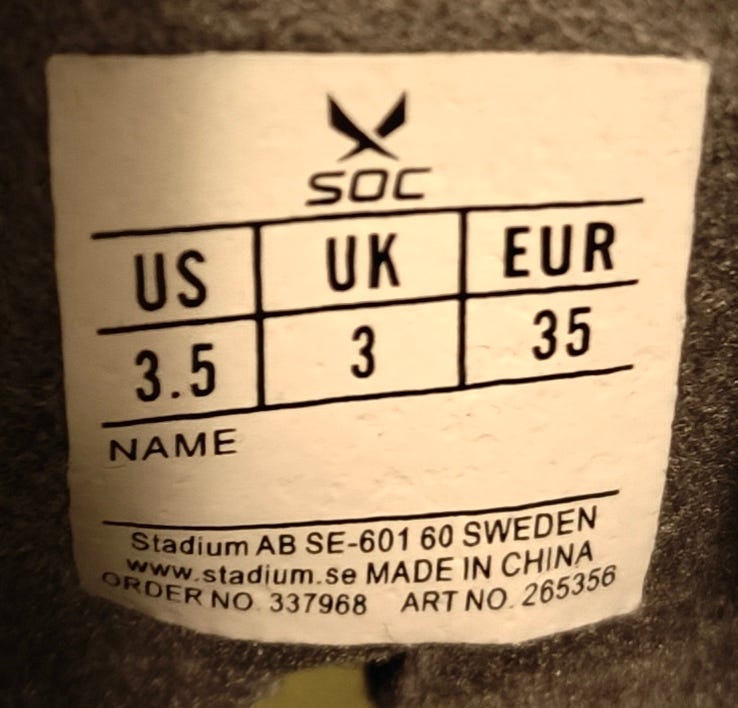 SOC
US UK EUR
3.5 3 35
NAME
Stadium AB SE-601 60 SWEDEN
www.stadium.se MADE IN CHINA
ORDER NO. 337968 ART NO. 265356